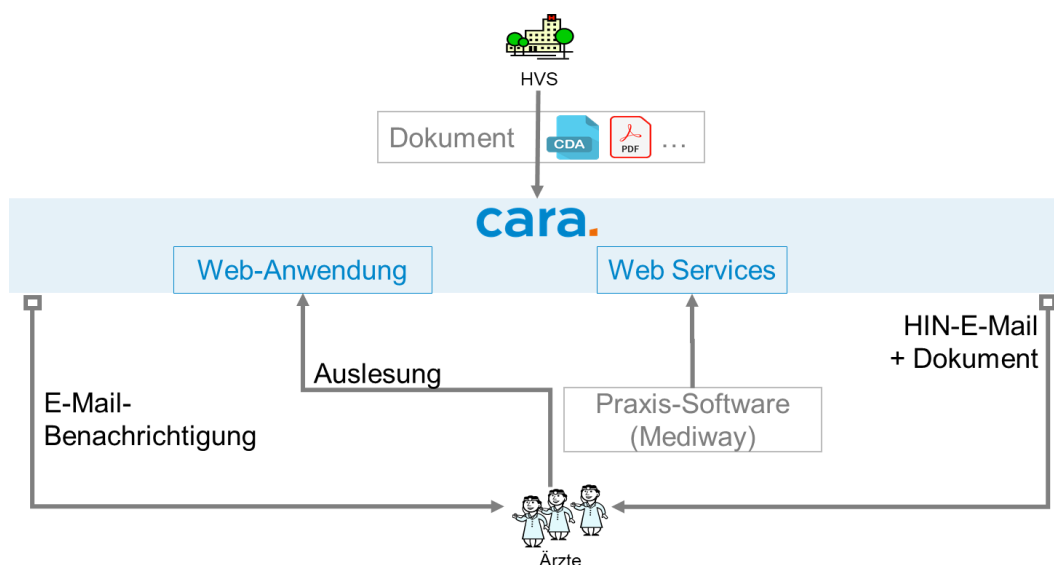 HVS
Dokument
CDA
PDF
...
cara.
Web-Anwendung
Web Services
HIN-E-Mail
+ Dokument
Auslesung
E-Mail-
Benachrichtigung
Praxis-Software
(Mediway)
Ärzte